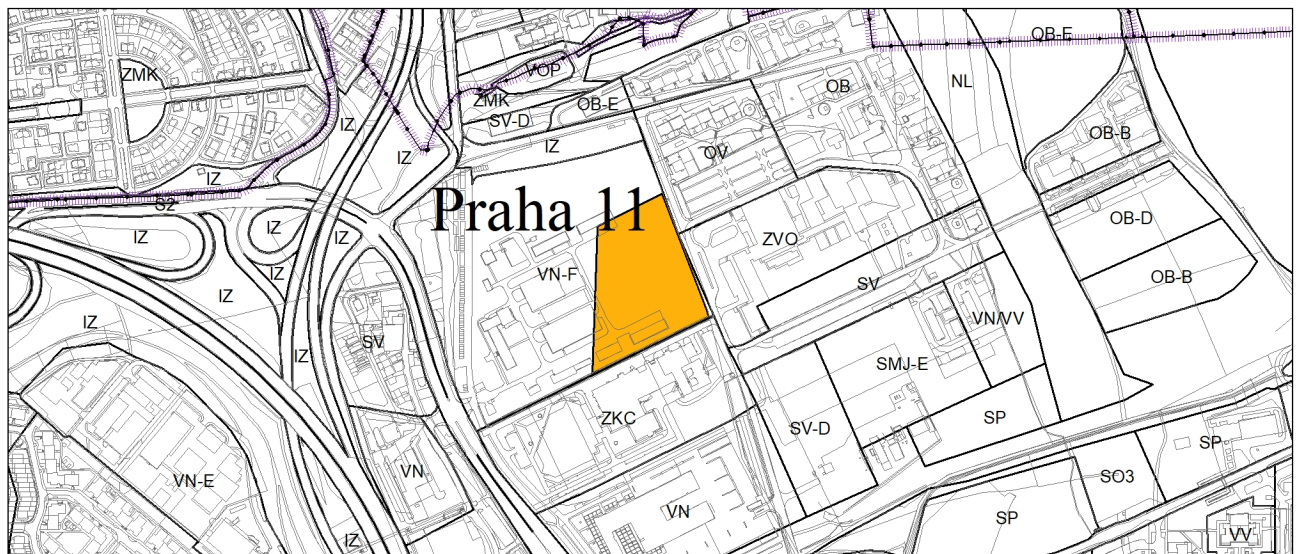 OB-E
ZMK
VOP
NL
OB
ZMK
OB-E
SV-D
IZ
OB-B
IZ
IZ
OV
IZ
S2
Praha 11
OB-D
IZ
IZ
IZ
ZVO
IZ
VN-F
OB-B
SV
IZ
VN/VV
IZ
SV
IZ
SMJ-E
ZKC
SP
SV-D
SP
VN
SO3
VN-E
VN
SP
VV
IZ